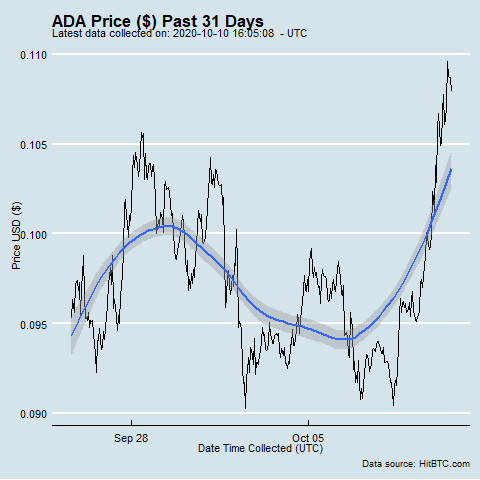 ADA Price ($) Past 31 Days
Latest data collected on: 2020-10-10 16:05:08 - UTC
0.110
0.105
0.100
0.095
0.090
Price USD ($)
Sep 28
Oct 05
Date Time Collected (UTC)
Data source: HitBTC.com